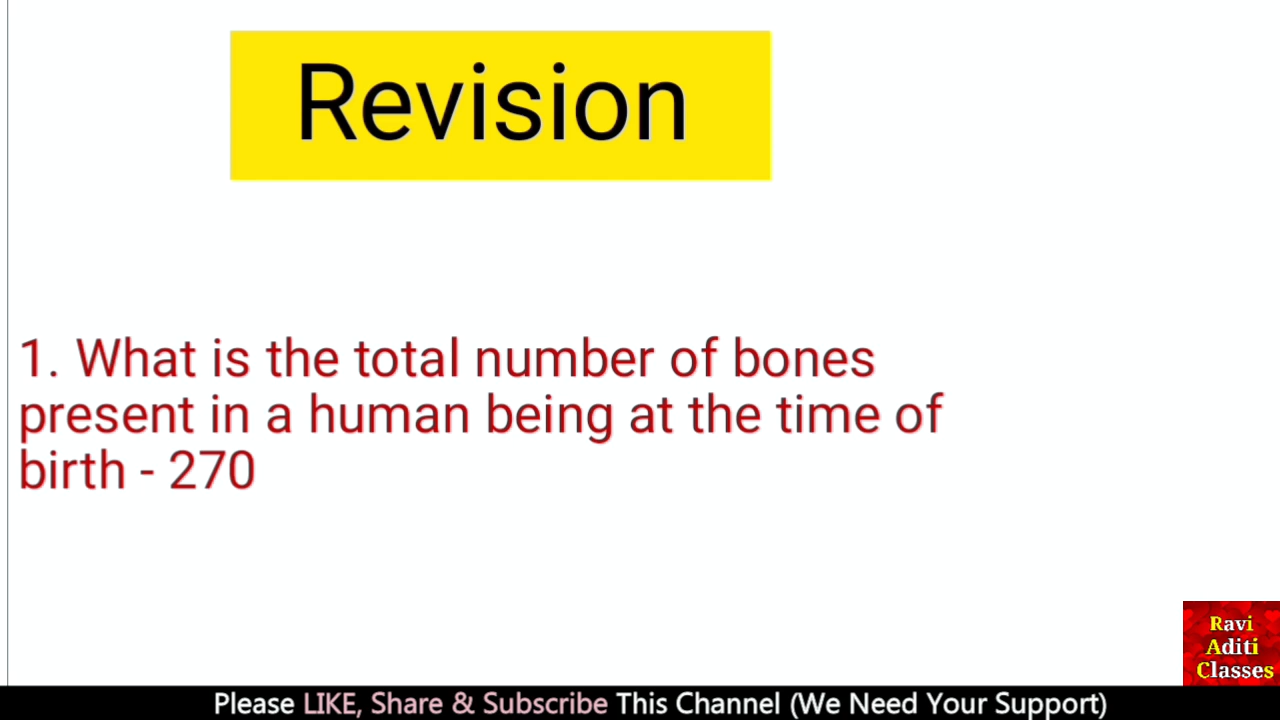 Revision
1. What is the total number of bones
present in a human being at the time of
birth - 270
Ravi
Aditi
Classes
Please LIKE, Share & Subscribe This Channel (We Need Your Support)